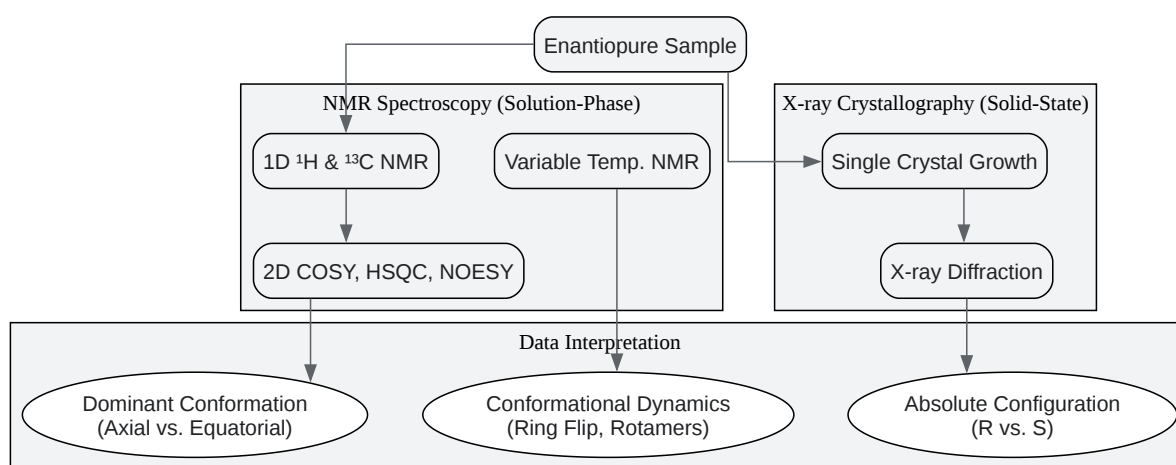 Enantiopure Sample
NMR Spectroscopy (Solution-Phase)
X-ray Crystallography (Solid-State)
1D ¹H & ¹³C NMR
Variable Temp. NMR
Single Crystal Growth
2D COSY, HSQC, NOESY
X-ray Diffraction
Data Interpretation
Dominant Conformation
(Axial vs. Equatorial)
Conformational Dynamics
(Ring Flip, Rotamers)
Absolute Configuration
(R vs. S)